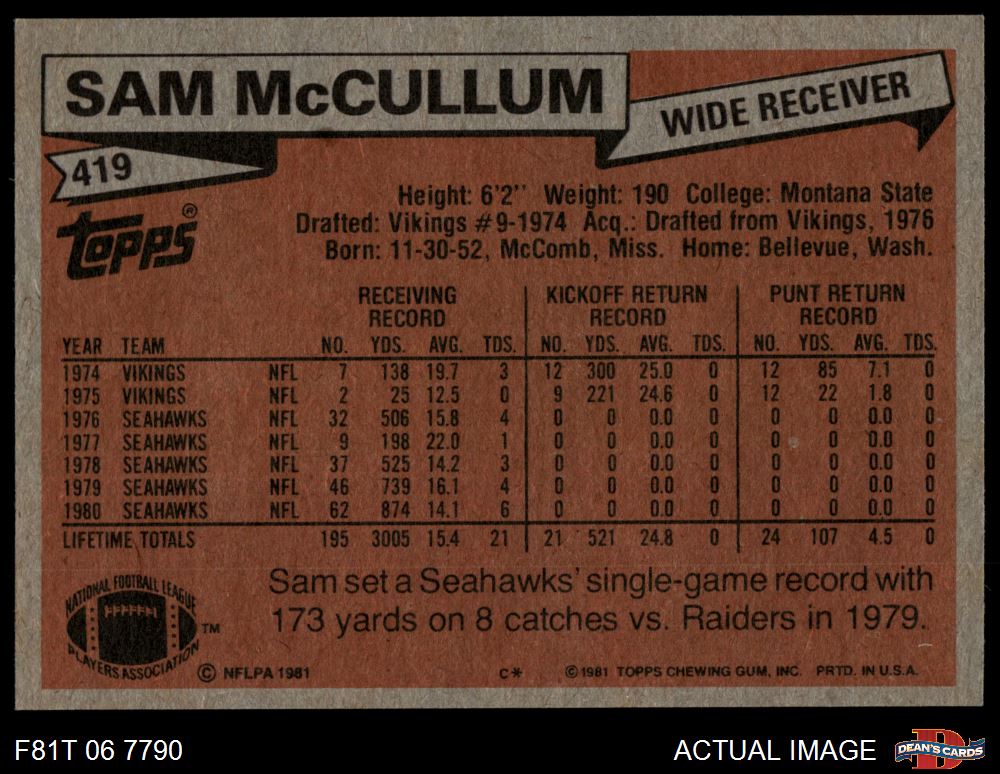 SAM McCULLUM
WIDE RECEIVER
419
Topps®
Height: 6'2'' Weight: 190 College: Montana State
Drafted: Vikings #9-1974 Acq.: Drafted from Vikings, 1976
Born: 11-30-52, McComb, Miss. Home: Bellevue, Wash.
RECEIVING RECORD KICKOFF RETURN RECORD PUNT RETURN RECORD
YEAR TEAM NO. YDS. AVG. TDS. NO. YDS. AVG. TDS. NO. YDS. AVG. TDS.
1974 VIKINGS NFL 7 138 19.7 3 12 300 25.0 0 12 85 7.1 0
1975 VIKINGS NFL 2 25 12.5 0 9 221 24.6 0 12 22 1.8 0
1976 SEAHAWKS NFL 32 506 15.8 4 0 0 0.0 0 0 0 0.0 0
1977 SEAHAWKS NFL 9 198 22.0 1 0 0 0.0 0 0 0 0.0 0
1978 SEAHAWKS NFL 37 525 14.2 3 0 0 0.0 0 0 0 0.0 0
1979 SEAHAWKS NFL 46 739 16.1 4 0 0 0.0 0 0 0 0.0 0
1980 SEAHAWKS NFL 62 874 14.1 6 0 0 0.0 0 0 0 0.0 0
LIFETIME TOTALS 195 3005 15.4 21 21 521 24.8 0 24 107 4.5 0
Sam set a Seahawks' single-game record with
173 yards on 8 catches vs. Raiders in 1979.
NATIONAL FOOTBALL LEAGUE
PLAYERS ASSOCIATION
TM
© NFLPA 1981
C*
© 1981 TOPPS CHEWING GUM, INC. PRTD. IN U.S.A.
F81T 06 7790
ACTUAL IMAGE
D
DEAN'S CARDS